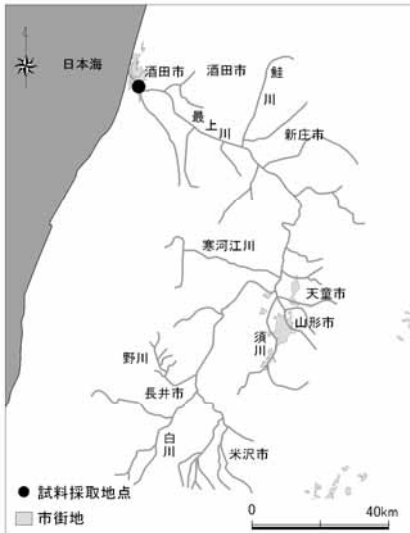 日本海
酒田市
酒田市
鮭川
最上川
新庄市
寒河江川
天童市
山形市
須川
野川
長井市
白川
米沢市
試料採取地点
市街地
0
40km